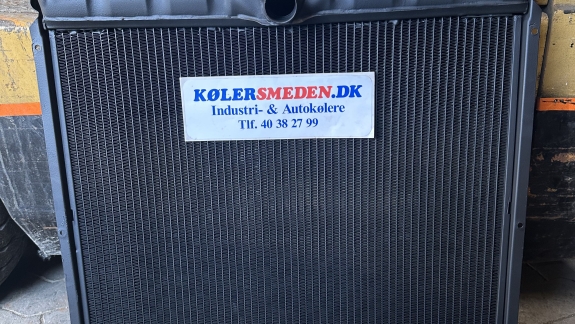 KØLERSMEDEN.DK
Industri- & Autokølere
Tlf. 40 38 27 99